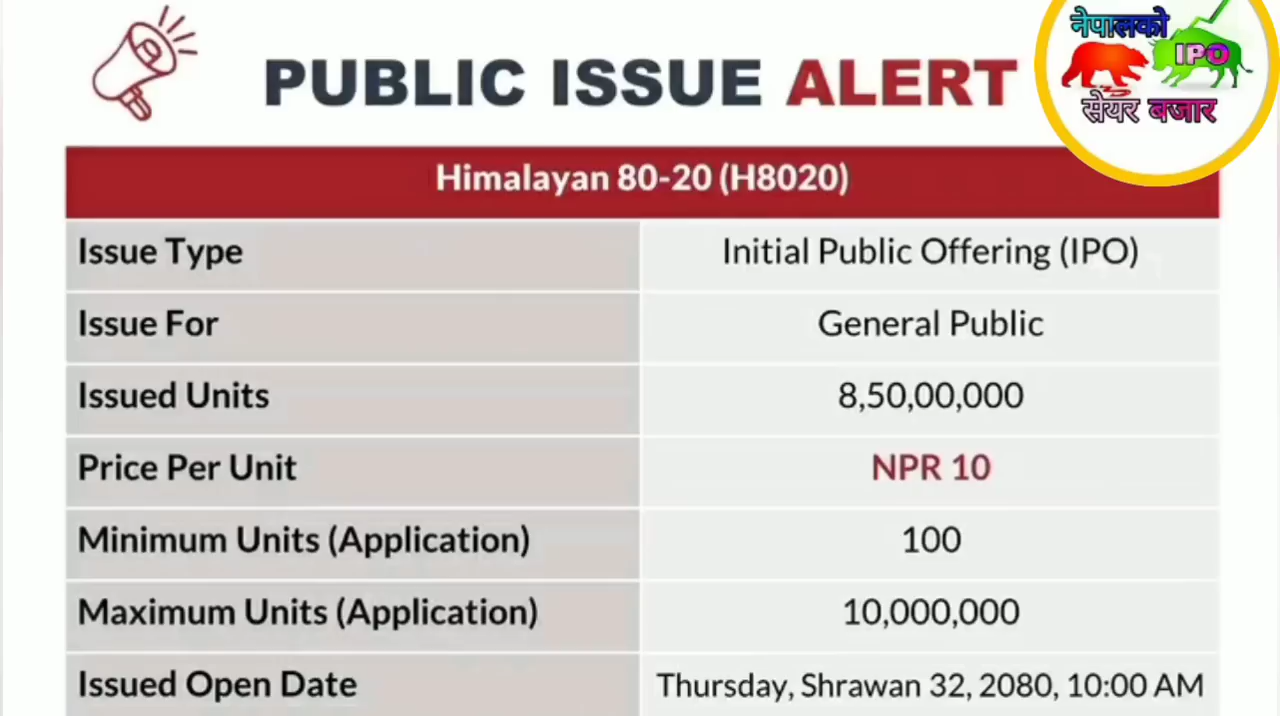 PUBLIC ISSUE ALERT
नेपालको
IPO
सेयर बजार
Himalayan 80-20 (H8020)
Issue Type Initial Public Offering (IPO)
Issue For General Public
Issued Units 8,50,00,000
Price Per Unit NPR 10
Minimum Units (Application) 100
Maximum Units (Application) 10,000,000
Issued Open Date Thursday, Shrawan 32, 2080, 10:00 AM